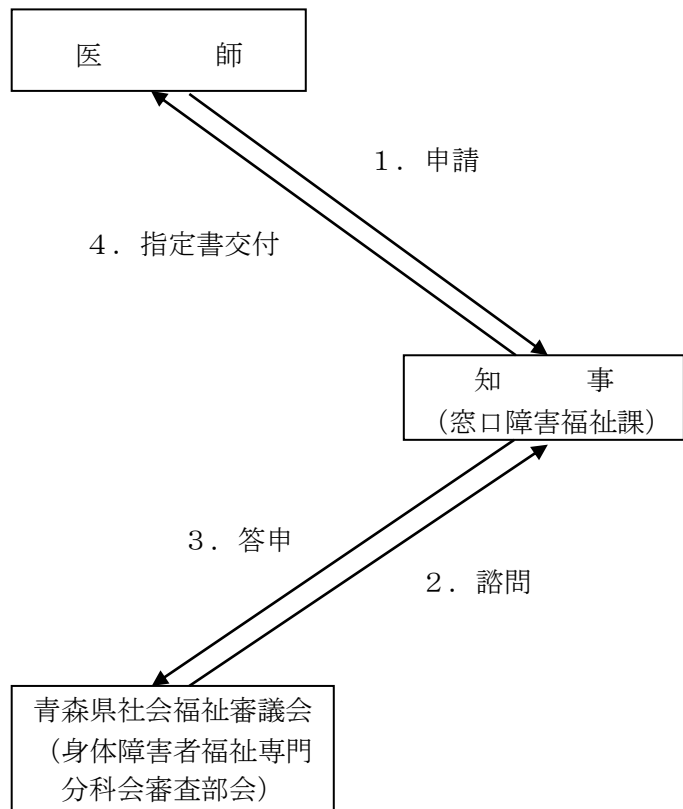 医　　　　師
１．申請
４．指定書交付
知　　　事
（窓口障害福祉課）
３．答申
２．諮問
青森県社会福祉審議会
（身体障害者福祉専門
分科会審査部会）